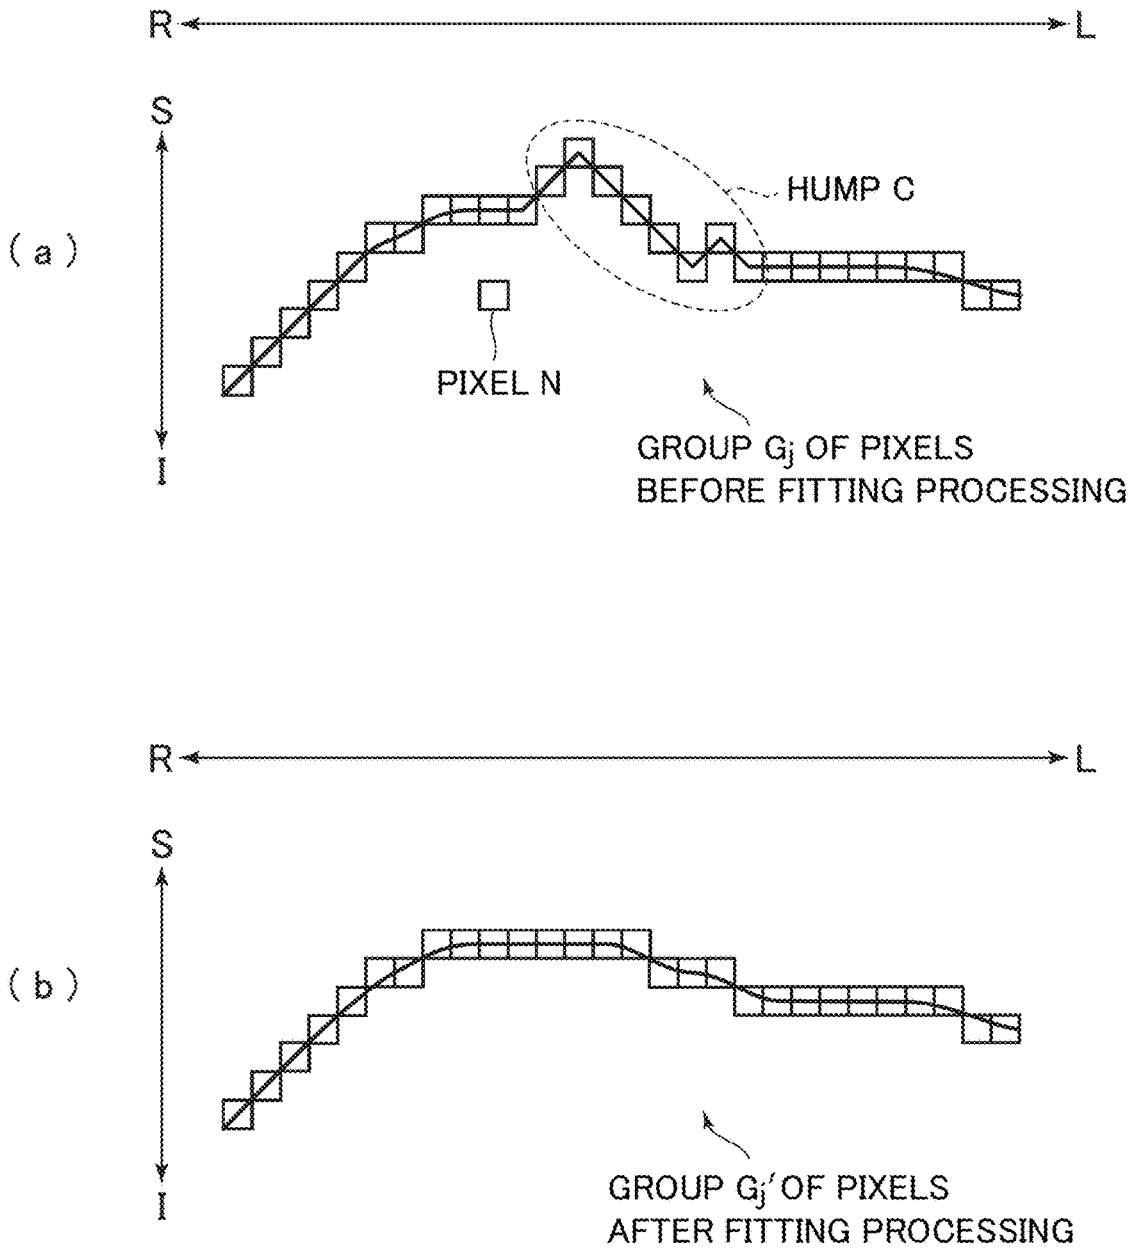 R L
S
HUMP C
( a )
PIXEL N
GROUP Gj OF PIXELS
BEFORE FITTING PROCESSING
I
R L
S
( b )
GROUP Gj′ OF PIXELS
AFTER FITTING PROCESSING
I